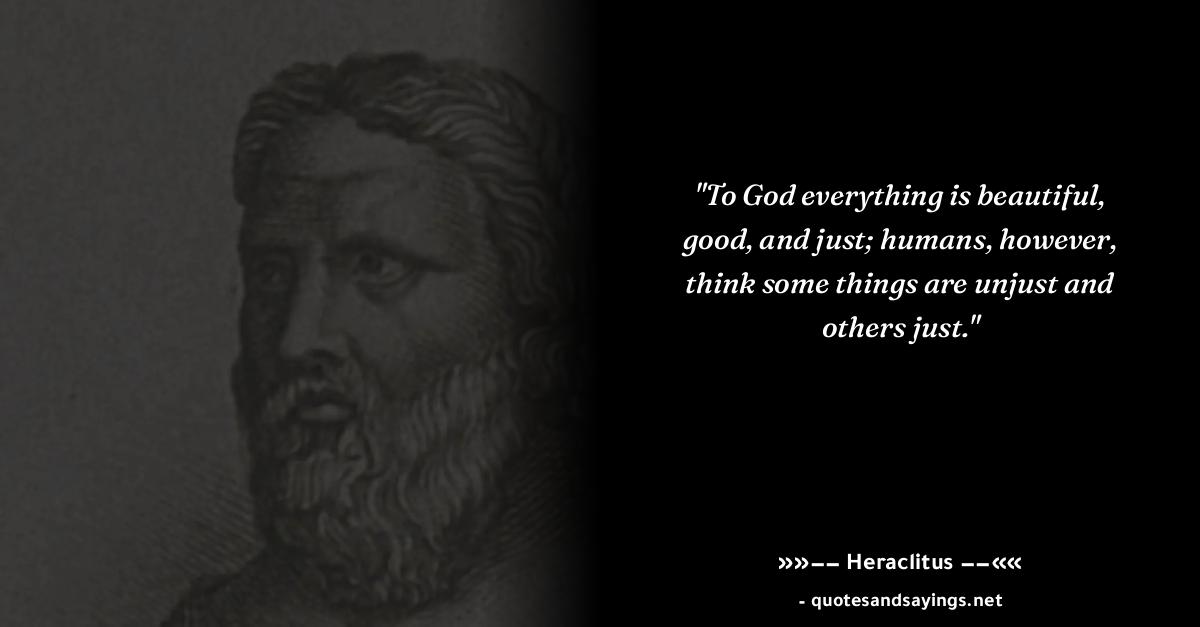 "To God everything is beautiful,
good, and just; humans, however,
think some things are unjust and
others just."
»»−− Heraclitus −−««
- quotesandsayings.net